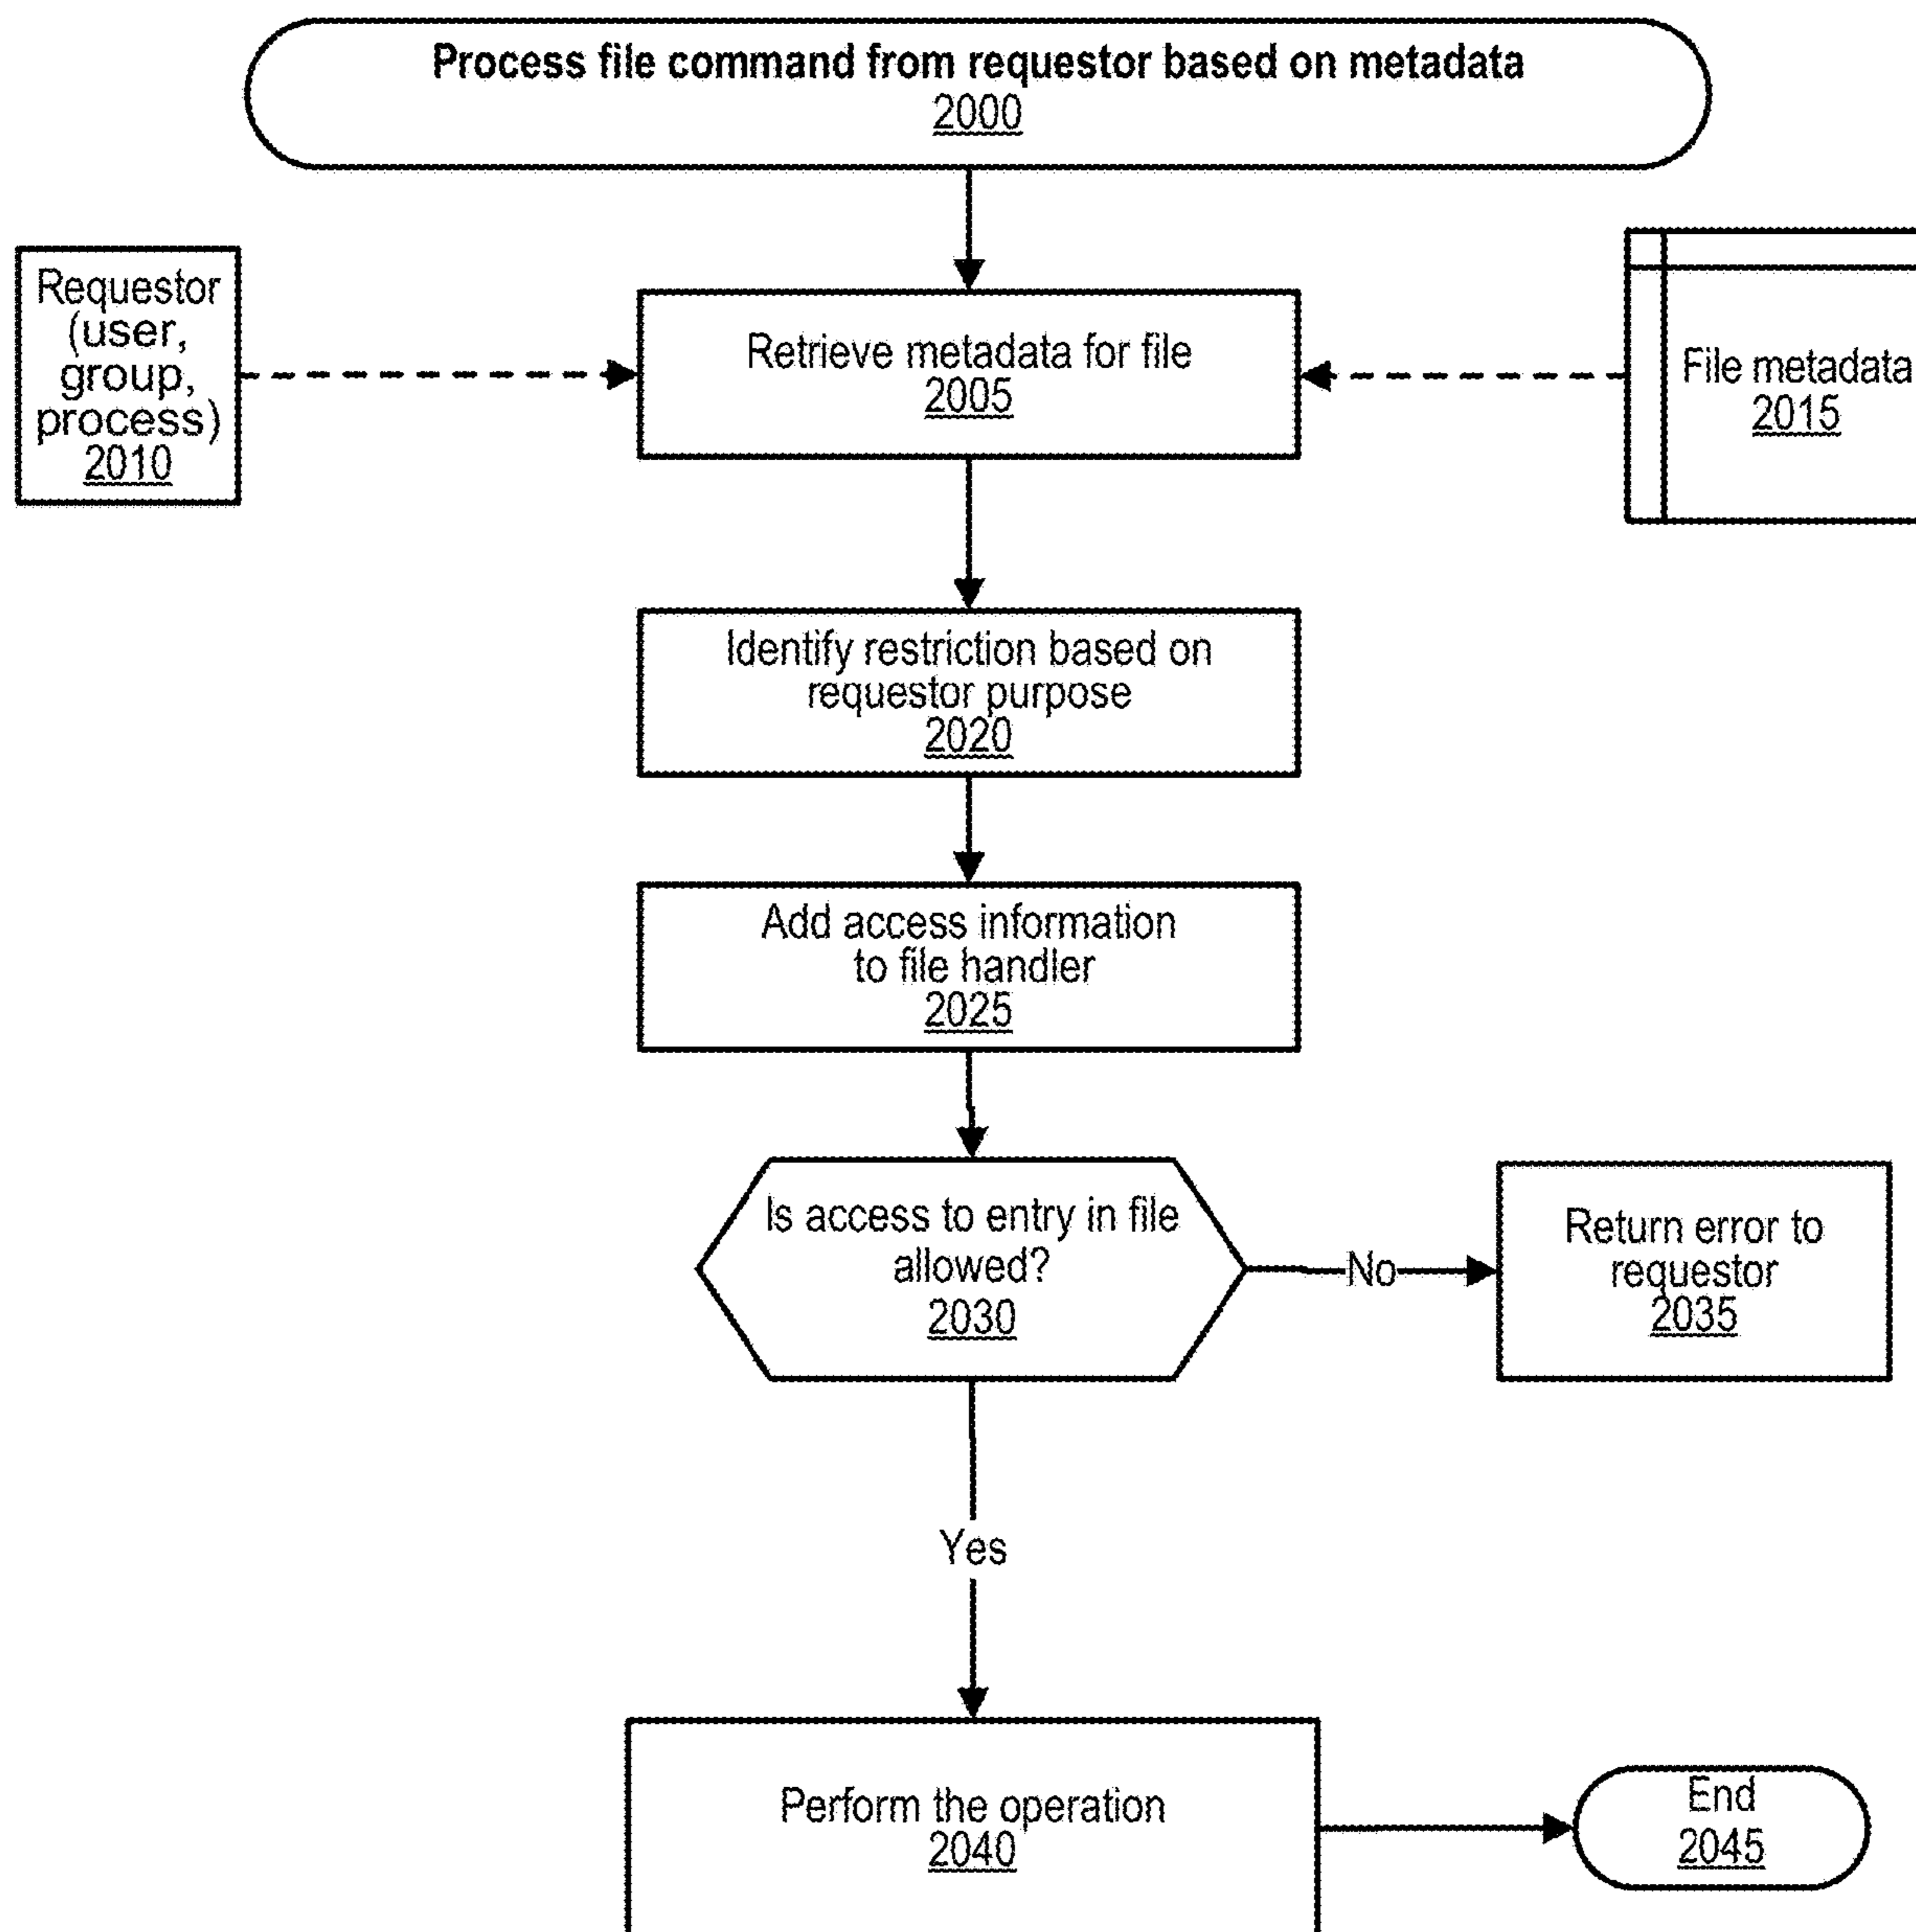 Process file command from requestor based on metadata
2000
Requestor
(user,
group,
process)
2010
Retrieve metadata for file
2005
File metadata
2015
Identify restriction based on
requestor purpose
2020
Add access information
to file handler
2025
Is access to entry in file
allowed?
2030
No
Return error to
requestor
2035
Yes
Perform the operation
2040
End
2045